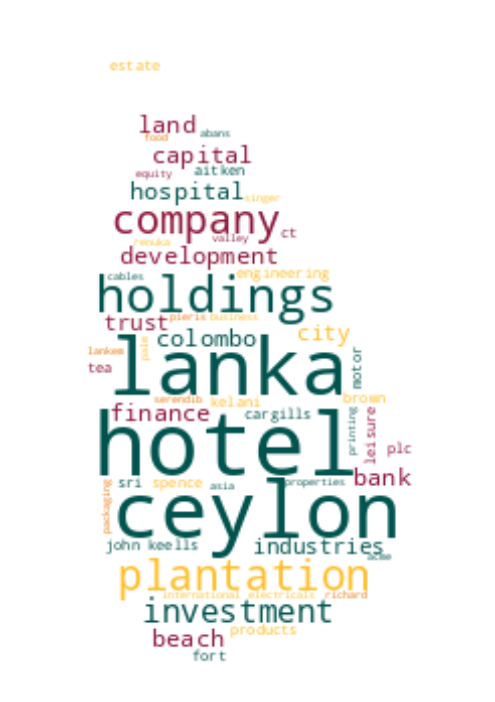 estate
land
food abans
capital
equity aitken
hospital singer
company
valley ct
renuka
development
cables engineering
holdings
trust pieris business
colombo city
lankem palm lanka motor
tea
serendib kelani brown
finance cargills printing leisure
hotel plc
bank
packaging sri spence asia properties
ceylon
john keells industries
acme
plantation
international electricals richard
investment
products
beach
fort